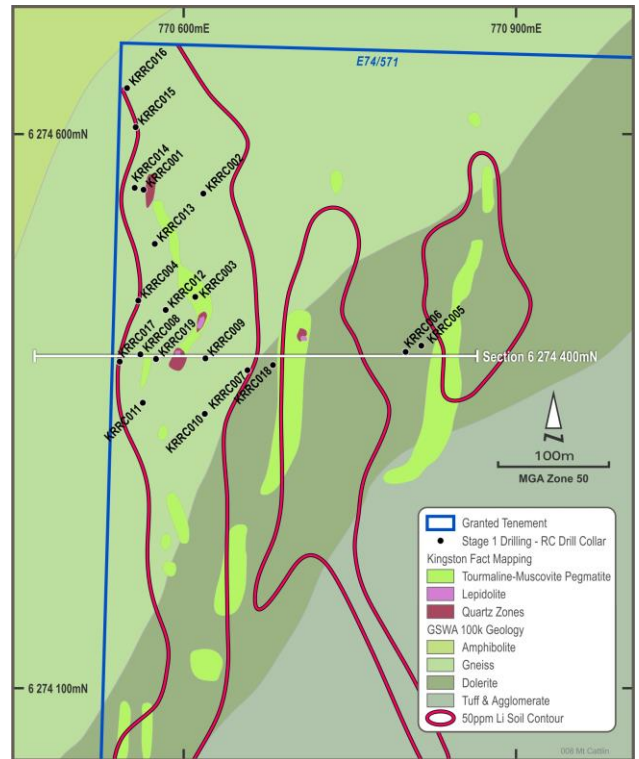 770 600mE
770 900mE
E74/571
KRRC016
KRRC015
6 274 600mN
KRRC014
KRRC001
KRRC002
KRRC013
KRRC004
KRRC012
KRRC003
KRRC017
KRRC008
KRRC019
KRRC009
KRRC006
KRRC005
Section 6 274 400mN
KRRC007
KRRC018
KRRC011
KRRC010
N
100m
MGA Zone 50
Granted Tenement
Stage 1 Drilling - RC Drill Collar
Kingston Fact Mapping
Tourmaline-Muscovite Pegmatite
Lepidolite
Quartz Zones
GSWA 100k Geology
Amphibolite
Gneiss
Dolerite
Tuff & Agglomerate
50ppm Li Soil Contour
6 274 100mN
008 Mt Cattlin